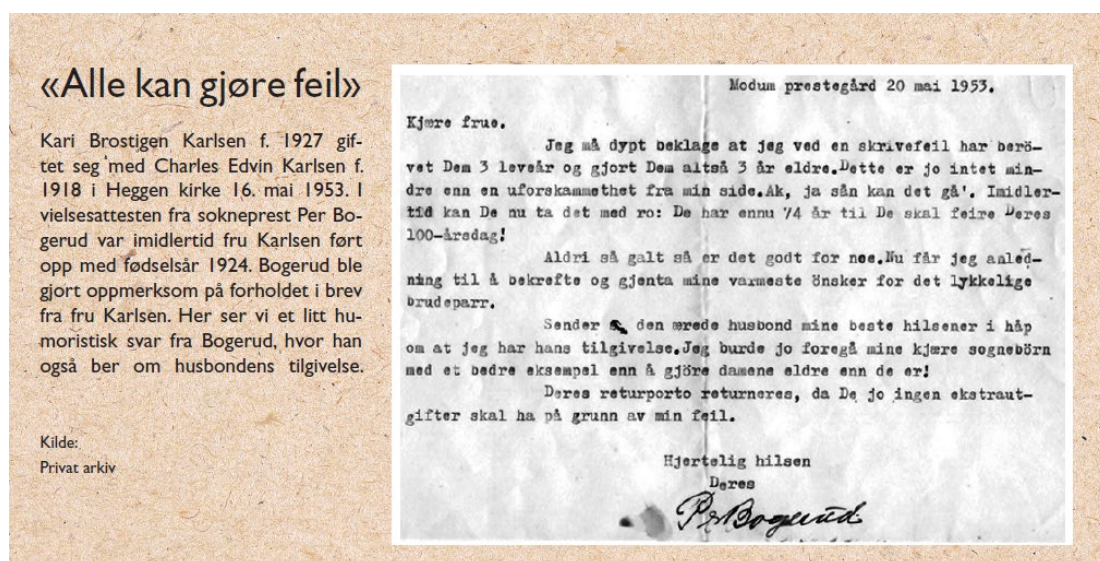 «Alle kan gjøre feil»
Kari Brostigen Karlsen f. 1927 gif-
tet seg med Charles Edvin Karlsen f.
1918 i Heggen kirke 16. mai 1953. I
vielsesattesten fra sokneprest Per Bo-
gerud var imidlertid fru Karlsen ført
opp med fødselsår 1924. Bogerud ble
gjort oppmerksom på forholdet i brev
fra fru Karlsen. Her ser vi et litt hu-
moristisk svar fra Bogerud, hvor han
også ber om husbondens tilgivelse.
Kilde:
Privat arkiv
Modum prestegård 20 mai 1953.
Kjære frue.
Jeg må dypt beklage at jeg ved en skrivefeil har berö-
vet Dem 3 leveår og gjort Dem altså 3 år eldre.Dette er jo intet min-
dre enn en uforskammethet fra min side.Ak, ja sån kan det gå'. Imidler-
tid kan De nu ta det med ro: De har ennu 74 år til De skal feire Deres
100-årsdag!
Aldri så galt så er det godt for noe.Nu får jeg anled-
ning til å bekrefte og gjenta mine varmeste önsker for det lykkelige
brudeparr.
Sender den ærede husbond mine beste hilsener i håp
om at jeg har hans tilgivelse.Jeg burde jo foregå mine kjære sognebörn
med et bedre eksempel enn å gjöre damene eldre enn de er!
Deres returporto returneres, da De jo ingen ekstraut-
gifter skal ha på grunn av min feil.
Hjertelig hilsen
Deres
Per Bogerud